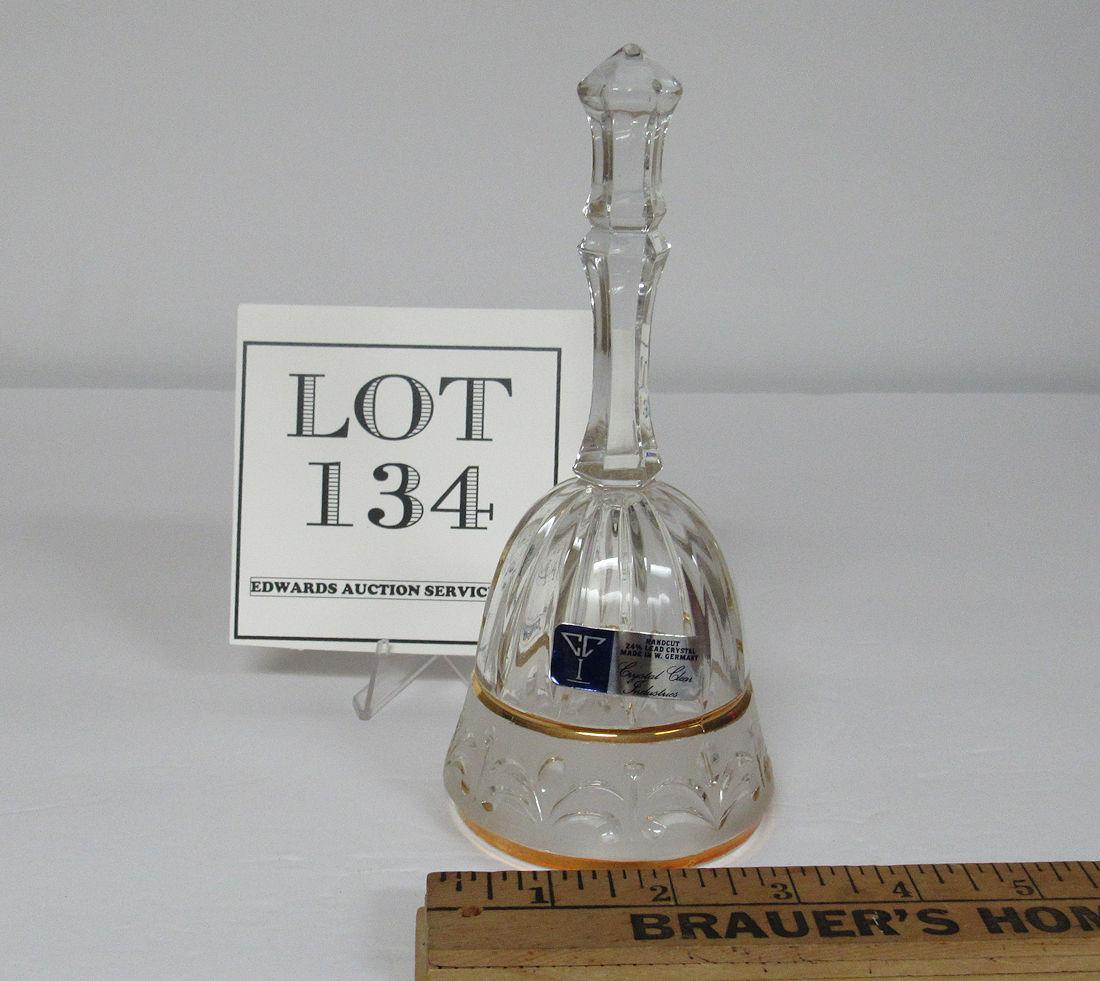 LOT
134
EDWARDS AUCTION SERVIC
CCI
HANDCUT
24% LEAD CRYSTAL
MADE IN W. GERMANY
Crystal Clear
Industries
1 2 3 4 5
BRAUER'S HOM